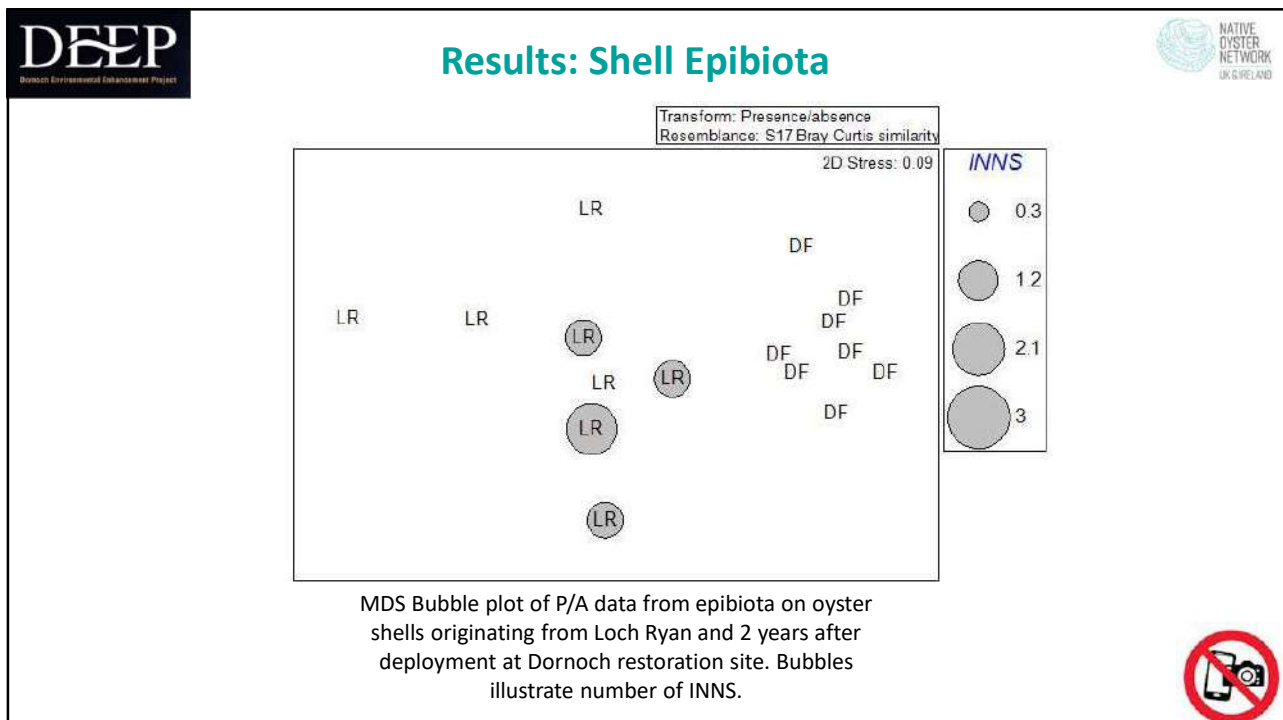 DEEP
Dornoch Environmental Enhancement Project
Results: Shell Epibiota
NATIVE
OYSTER
NETWORK
UK & IRELAND
Transform: Presence/absence
Resemblance: S17 Bray Curtis similarity
2D Stress: 0.09
INNS
0.3
1.2
2.1
3
LR
DF
DF
LR
LR
DF
LR
DF
DF
DF
LR
LR
DF
DF
LR
DF
LR
MDS Bubble plot of P/A data from epibiota on oyster
shells originating from Loch Ryan and 2 years after
deployment at Dornoch restoration site. Bubbles
illustrate number of INNS.